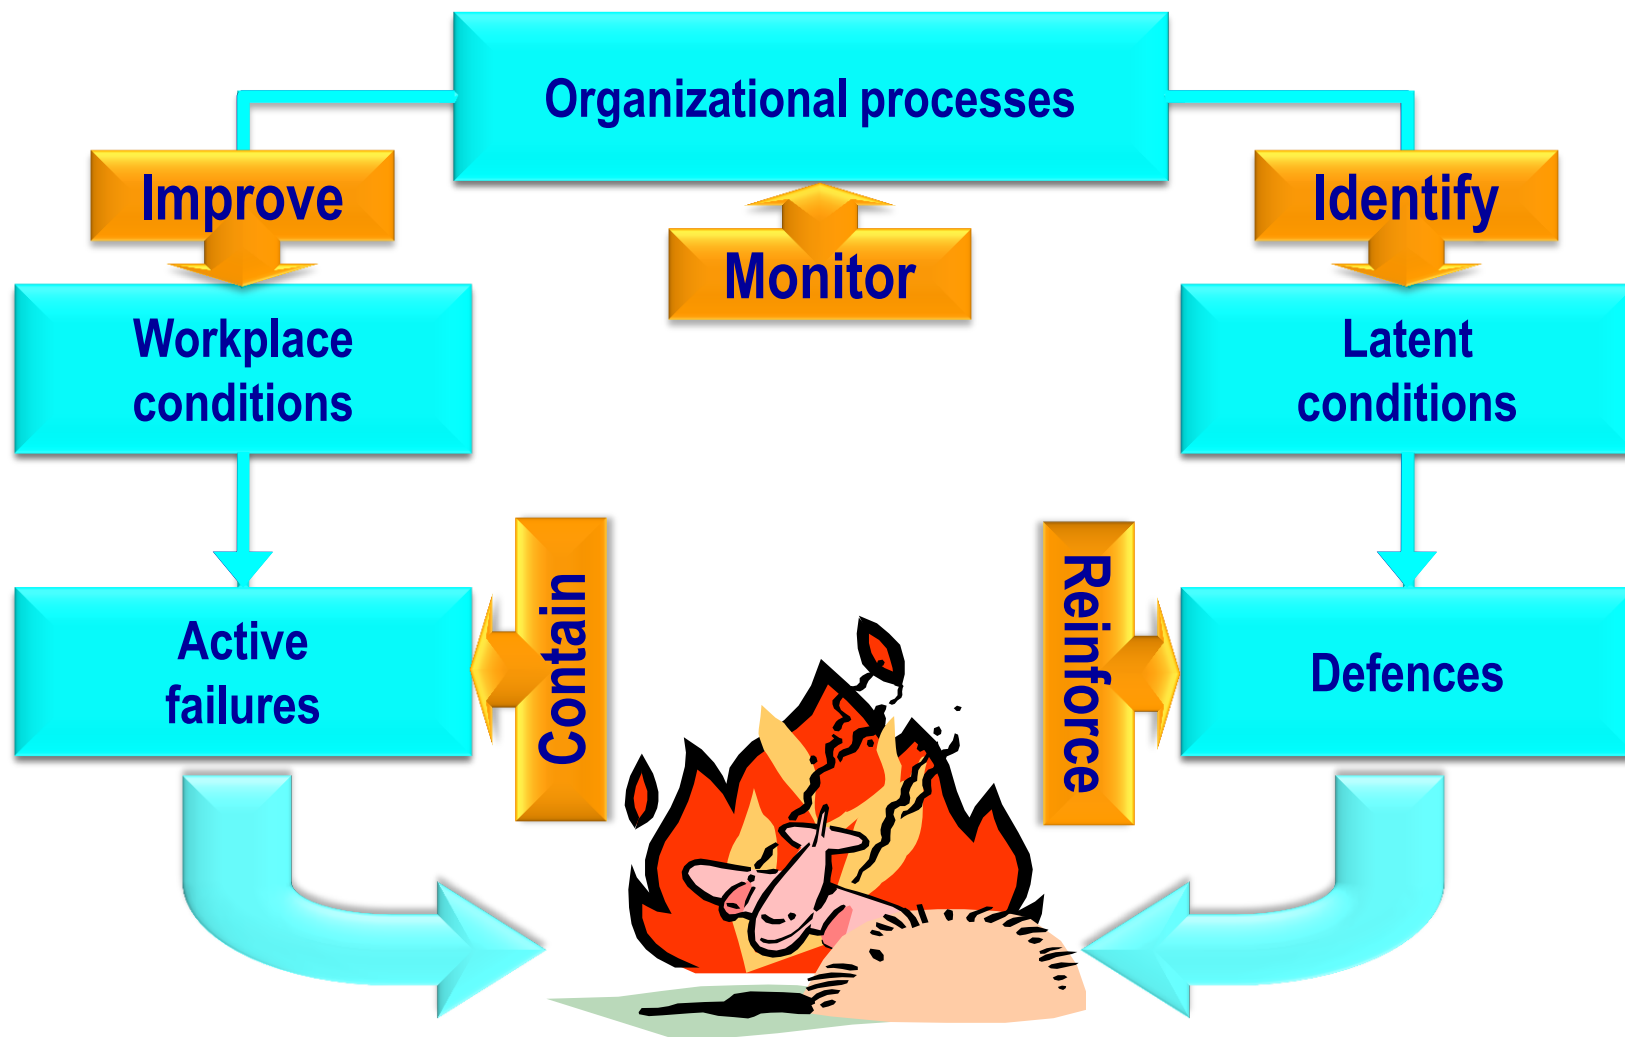 Organizational processes
Improve
Identify
Monitor
Workplace
conditions
Latent
conditions
Contain
Reinforce
Active
failures
Defences